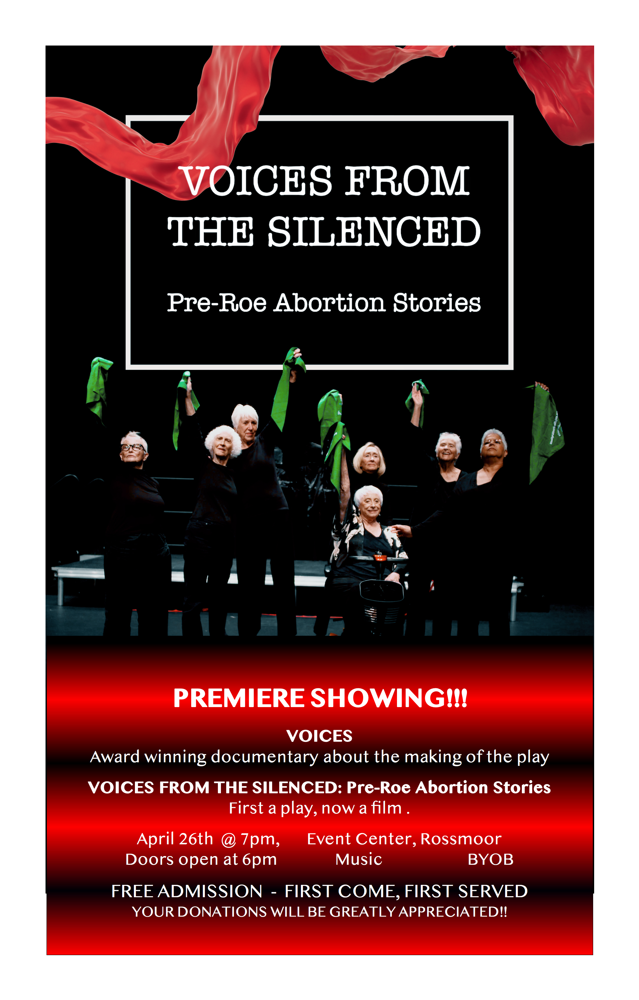 VOICES FROM
THE SILENCED
Pre-Roe Abortion Stories
PREMIERE SHOWING!!!
VOICES
Award winning documentary about the making of the play
VOICES FROM THE SILENCED: Pre-Roe Abortion Stories
First a play, now a film .
April 26th @ 7pm, Event Center, Rossmoor
Doors open at 6pm Music BYOB
FREE ADMISSION - FIRST COME, FIRST SERVED
YOUR DONATIONS WILL BE GREATLY APPRECIATED!!